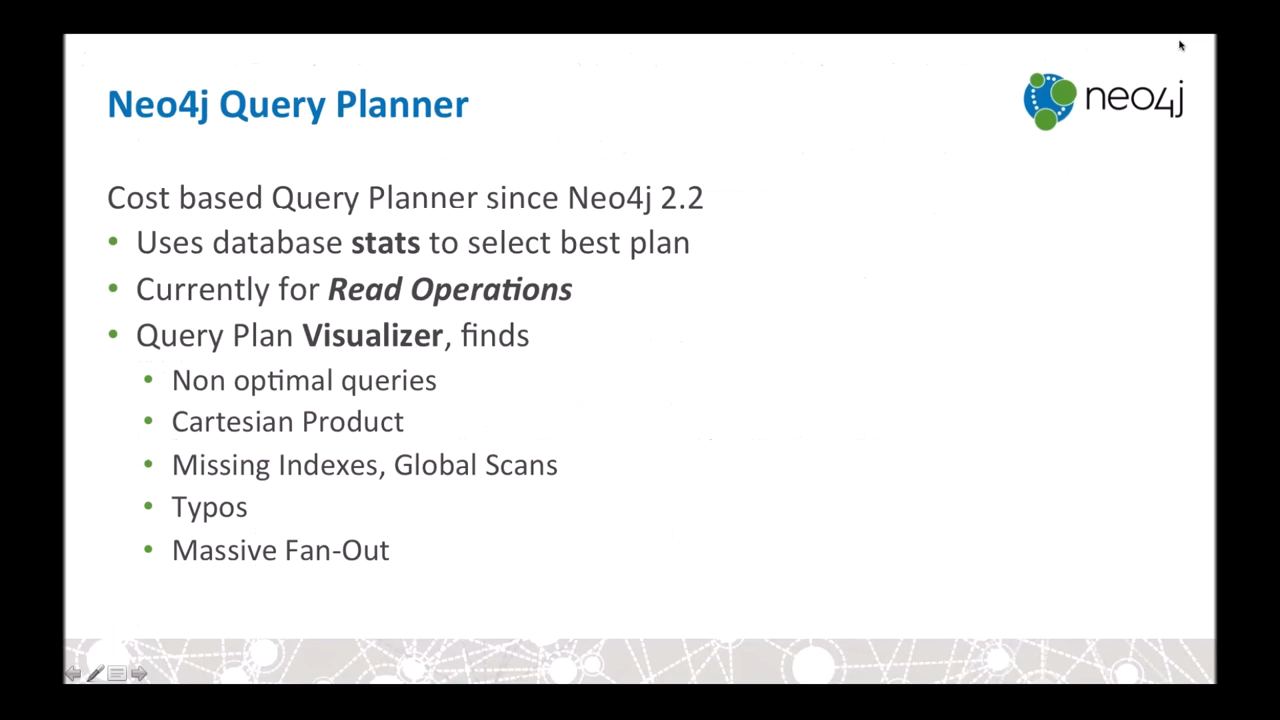 Neo4j Query Planner
neo4j
Cost based Query Planner since Neo4j 2.2
• Uses database stats to select best plan
• Currently for Read Operations
• Query Plan Visualizer, finds
• Non optimal queries
• Cartesian Product
• Missing Indexes, Global Scans
• Typos
• Massive Fan-Out